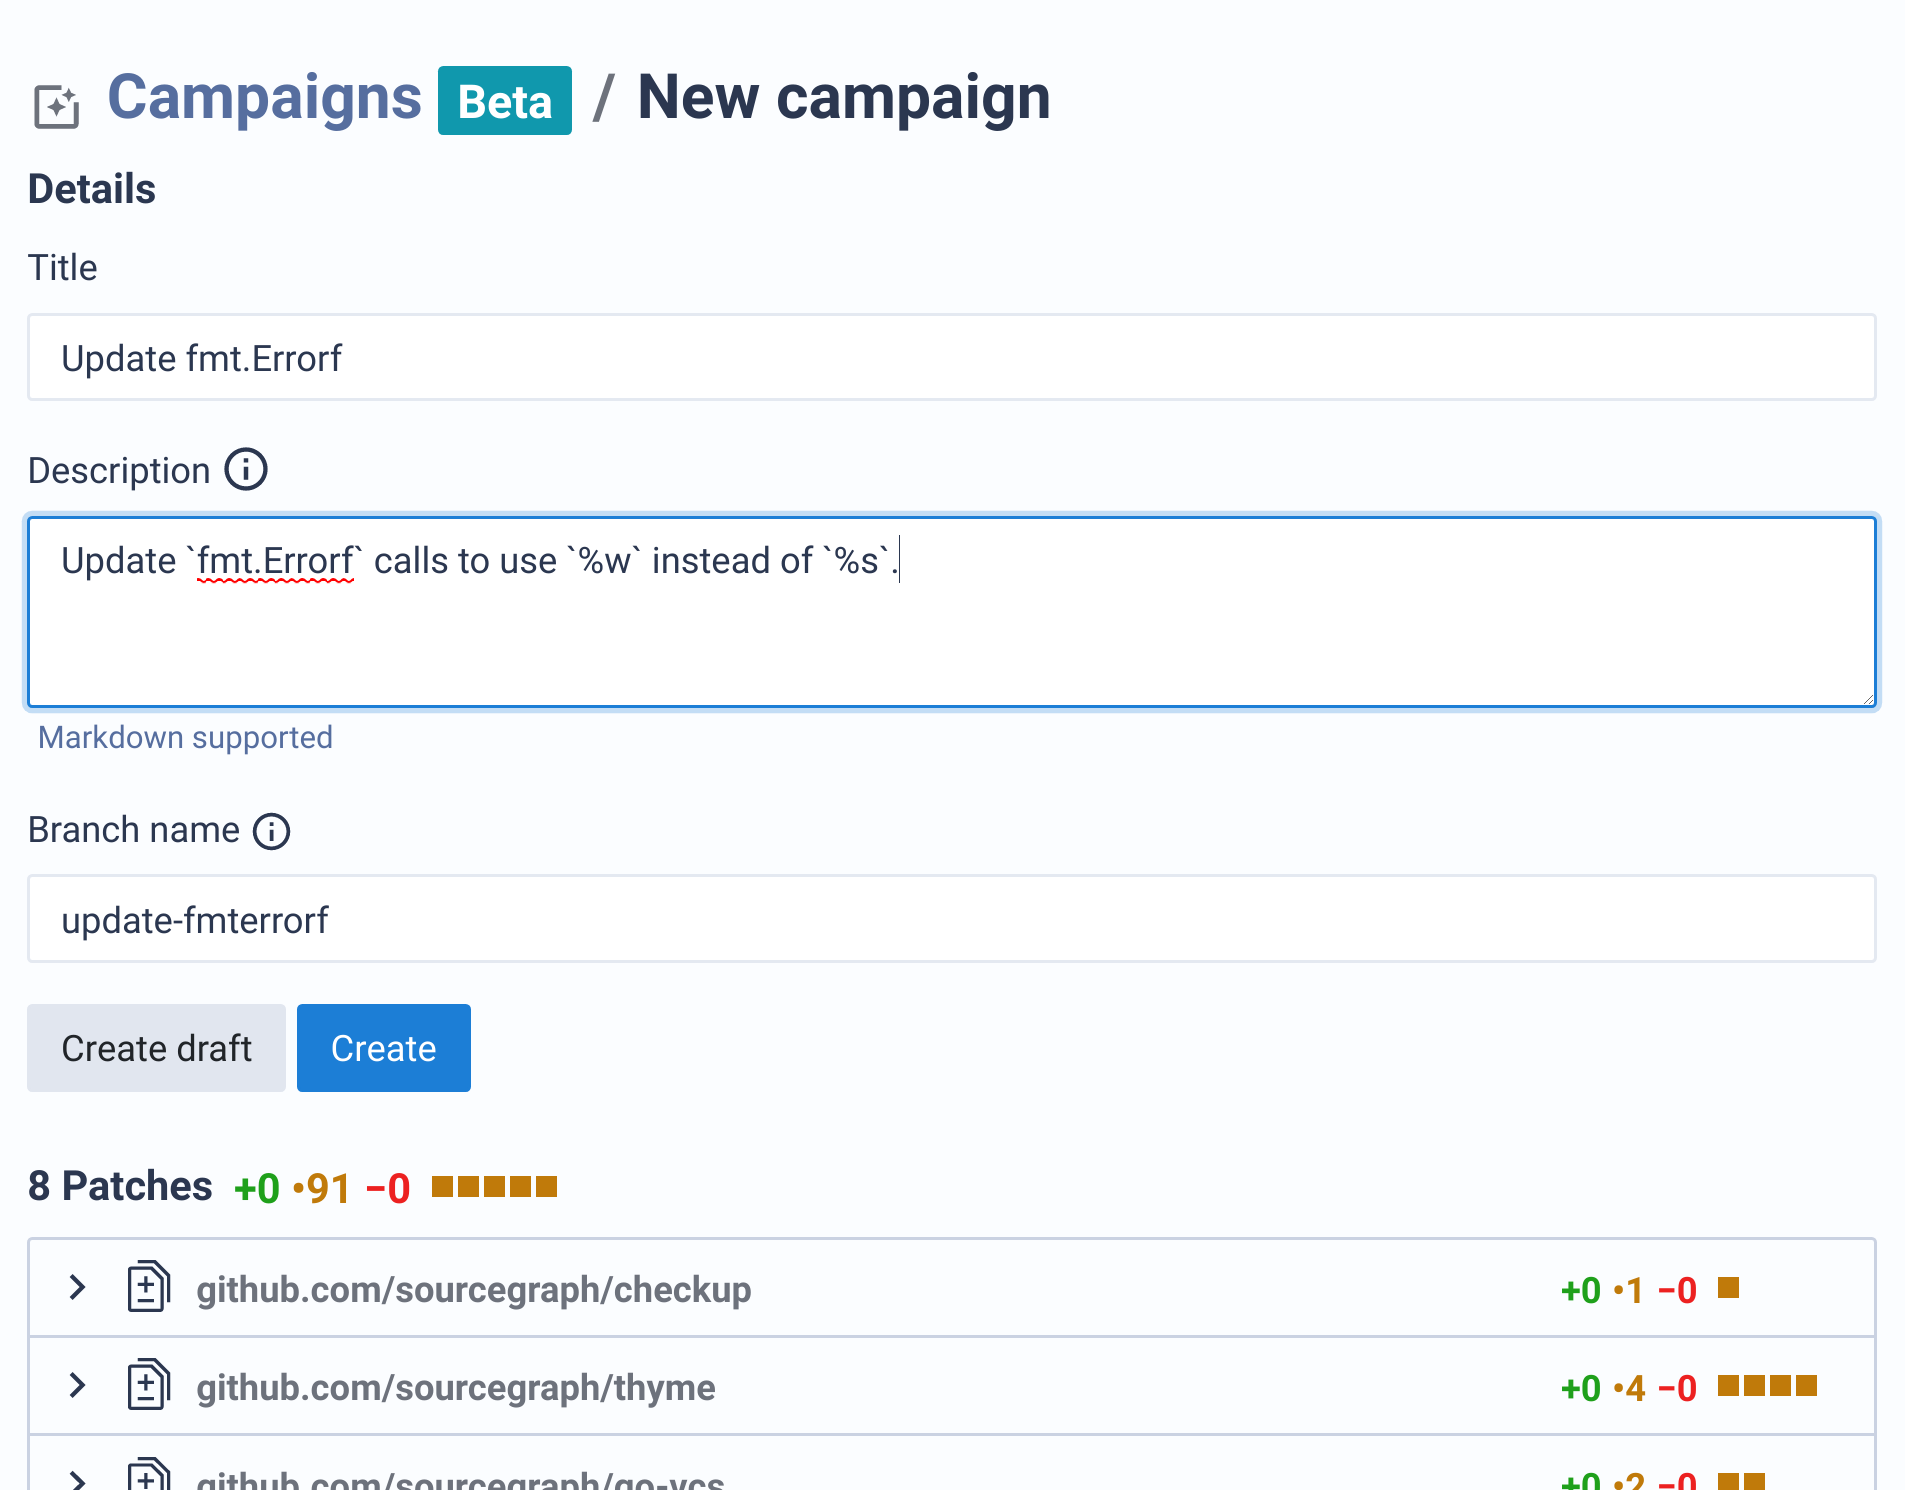 Campaigns Beta / New campaign
Details
Title
Update fmt.Errorf
Description
Update `fmt.Errorf` calls to use `%w` instead of `%s`.
Markdown supported
Branch name
update-fmterrorf
Create draft Create
8 Patches +0 •91 −0
github.com/sourcegraph/checkup +0 •1 −0
github.com/sourcegraph/thyme +0 •4 −0
github.com/sourcegraph/go-vcs +0 •2 −0